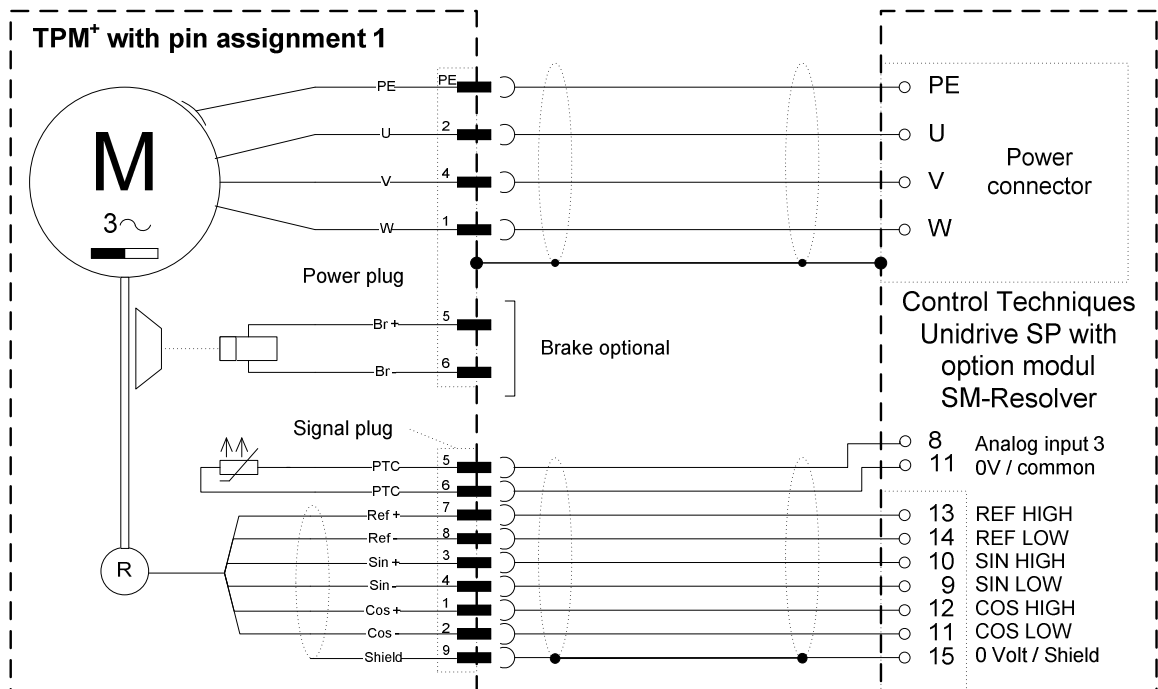 TPM+ with pin assignment 1
M
3~
PE PE PE
U 2 U
V 4 V
W 1 W
Power
connector
Power plug
Br + 5
Br - 6
Brake optional
Control Techniques
Unidrive SP with
option modul
SM-Resolver
Signal plug
PTC 5 8 Analog input 3
PTC 6 11 0V / common
Ref + 7 13 REF HIGH
Ref - 8 14 REF LOW
Sin + 3 10 SIN HIGH
Sin - 4 9 SIN LOW
Cos + 1 12 COS HIGH
Cos - 2 11 COS LOW
Shield 9 15 0 Volt / Shield
R